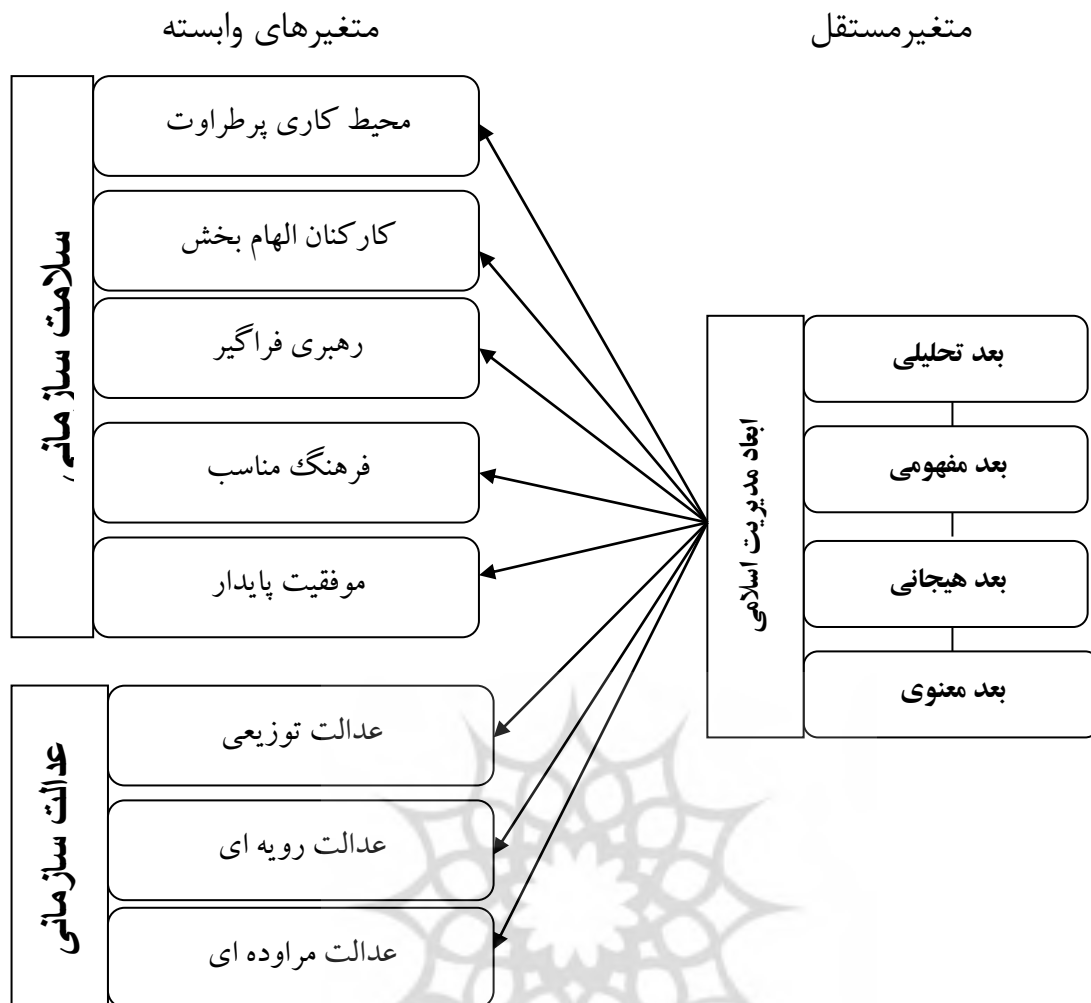 متغیرمستقل
متغیرهای وابسته
ابعاد مدیریت اسلامی
بعد تحلیلی
بعد مفهومی
بعد هیجانی
بعد معنوی
سلامت سازمانی
محیط کاری پرطراوت
کارکنان الهام بخش
رهبری فراگیر
فرهنگ مناسب
موفقیت پایدار
عدالت سازمانی
عدالت توزیعی
عدالت رویه ای
عدالت مراوده ای